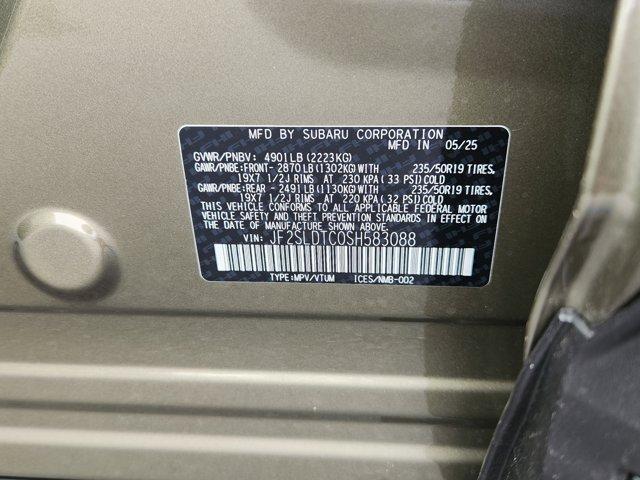 MFD BY SUBARU CORPORATION
MFD IN 05/25
GVWR/PNBV: 4901LB(2223KG)
GAWR/PNBE:FRONT- 2870LB(1302KG)WITH 235/50R19 TIRES,
19X7 1/2J RIMS AT 230 KPA( 33 PSI)COLD
GAWR/PNBE:REAR - 2491LB(1130KG)WITH 235/50R19 TIRES,
19X7 1/2J RIMS AT 220 KPA( 32 PSI)COLD
THIS VEHICLE CONFORMS TO ALL APPLICABLE FEDERAL MOTOR
VEHICLE SAFETY AND THEFT PREVENTION STANDARDS IN EFFECT ON
THE DATE OF MANUFACTURE SHOWN ABOVE.
VIN: JF2SLDTC0SH583088
TYPE:MPV/VTUM ICES/NMB-002